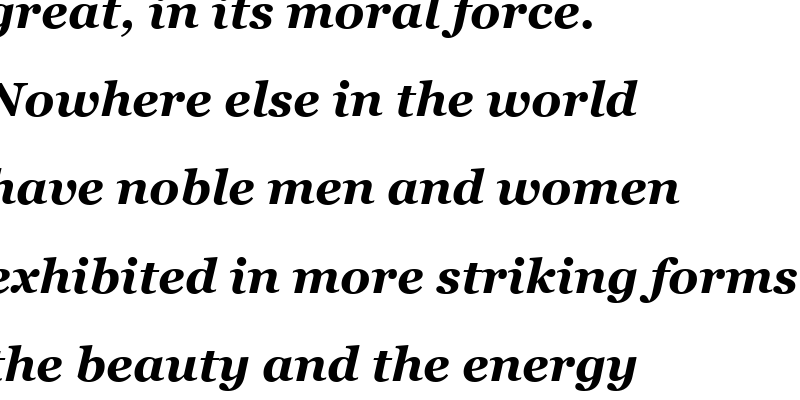 great, in its moral force.
Nowhere else in the world
have noble men and women
exhibited in more striking forms
the beauty and the energy